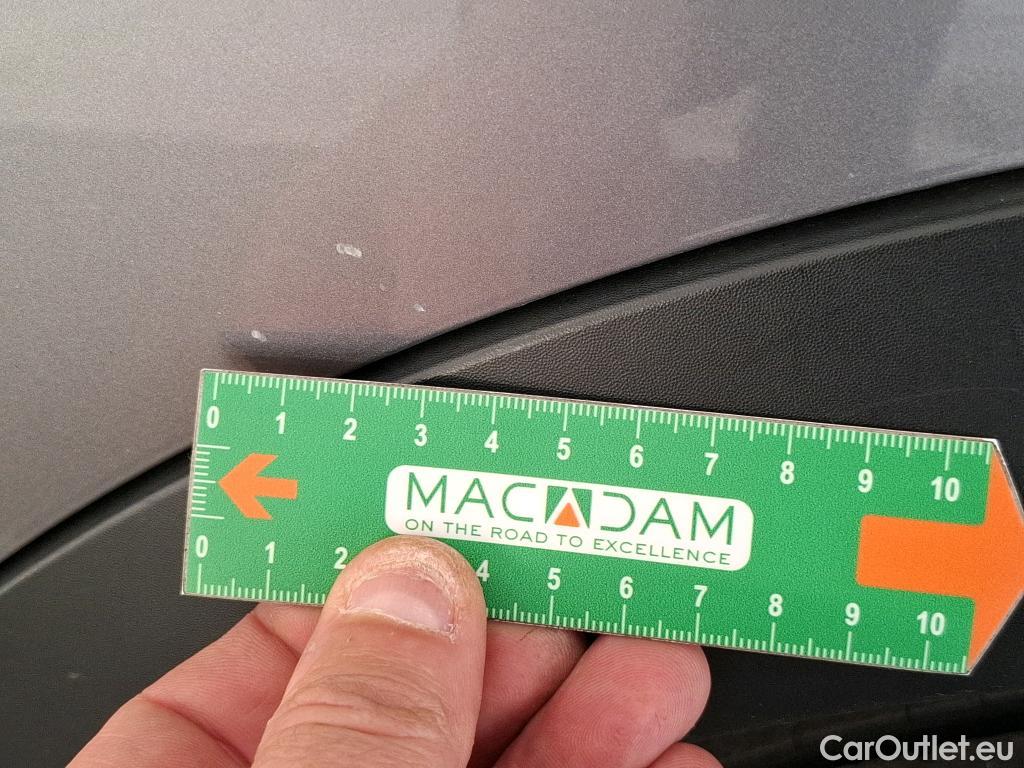 0 1 2 3 4 5 6 7 8 9 10
MACADAM
ON THE ROAD TO EXCELLENCE
0 1 2 4 5 6 7 8 9 10
CarOutlet.eu